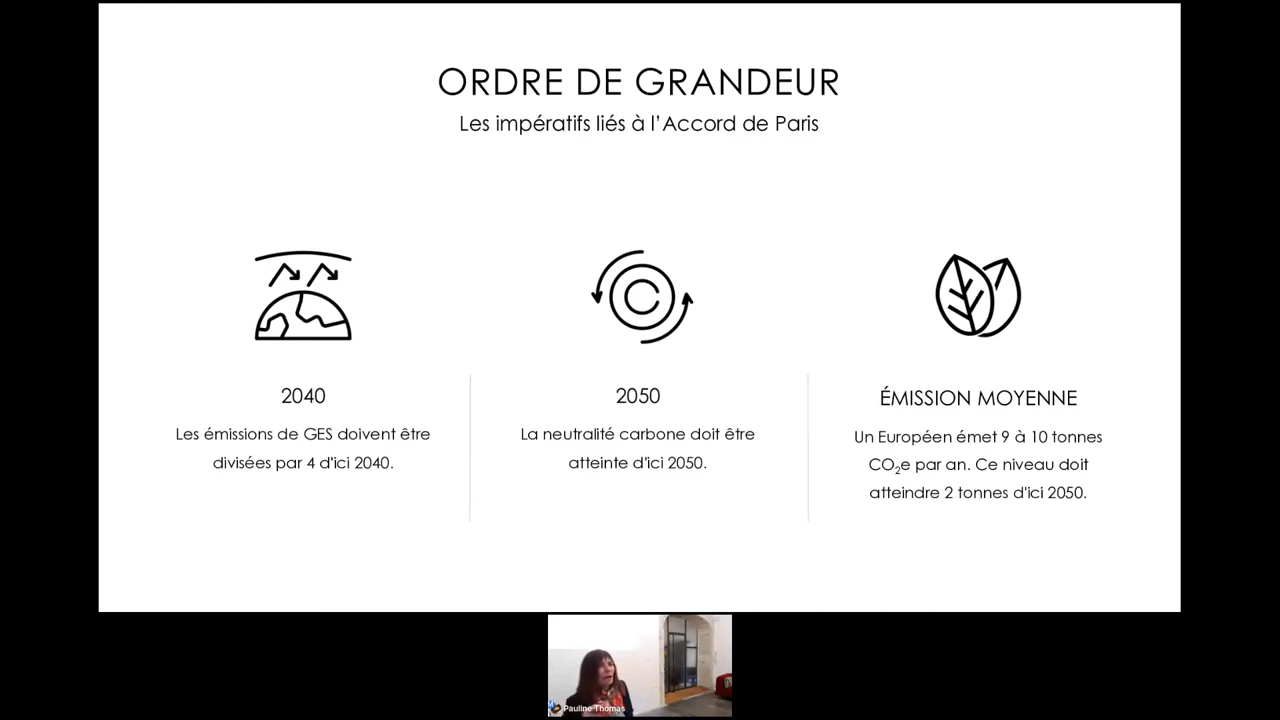 ORDRE DE GRANDEUR
Les impératifs liés à l'Accord de Paris
2040
Les émissions de GES doivent être
divisées par 4 d'ici 2040.
2050
La neutralité carbone doit être
atteinte d'ici 2050.
ÉMISSION MOYENNE
Un Européen émet 9 à 10 tonnes
CO₂e par an. Ce niveau doit
atteindre 2 tonnes d'ici 2050.
Pauline Thomas